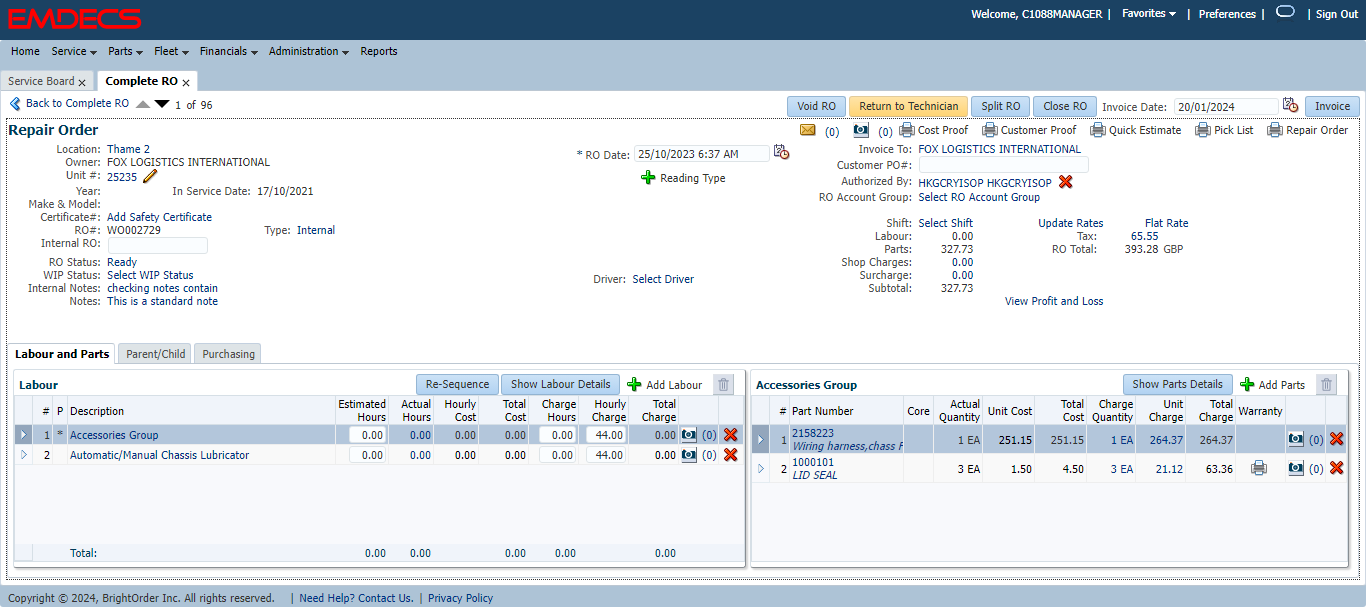 EMDECS
Welcome, C1088MANAGER | Favorites | Preferences | | Sign Out
Home Service Parts Fleet Financials Administration Reports
Service Board x Complete RO x
Back to Complete RO 1 of 96
Void RO Return to Technician Split RO Close RO Invoice Date: 20/01/2024 Invoice
Repair Order
(0) (0) Cost Proof Customer Proof Quick Estimate Pick List Repair Order
Location: Thame 2
Owner: FOX LOGISTICS INTERNATIONAL
Unit #: 25235
Year: In Service Date: 17/10/2021
Make & Model:
Certificate#: Add Safety Certificate
RO#: WO002729 Type: Internal
Internal RO:
RO Status: Ready
WIP Status: Select WIP Status
Internal Notes: checking notes contain
Notes: This is a standard note
* RO Date: 25/10/2023 6:37 AM
Reading Type
Driver: Select Driver
Invoice To: FOX LOGISTICS INTERNATIONAL
Customer PO#:
Authorized By: HKGCRYISOP HKGCRYISOP
RO Account Group: Select RO Account Group
Shift: Select Shift Update Rates Flat Rate
Labour: 0.00 Tax: 65.55
Parts: 327.73 RO Total: 393.28 GBP
Shop Charges: 0.00
Surcharge: 0.00
Subtotal: 327.73
View Profit and Loss
Labour and Parts Parent/Child Purchasing
Labour Re-Sequence Show Labour Details Add Labour
# P Description Estimated Hours Actual Hours Hourly Cost Total Cost Charge Hours Hourly Charge Total Charge
1 * Accessories Group 0.00 0.00 0.00 0.00 0.00 44.00 0.00 (0)
2 Automatic/Manual Chassis Lubricator 0.00 0.00 0.00 0.00 0.00 44.00 0.00 (0)
Total: 0.00 0.00 0.00 0.00 0.00
Accessories Group Show Parts Details Add Parts
# Part Number Core Actual Quantity Unit Cost Total Cost Charge Quantity Unit Charge Total Charge Warranty
1 2158223 1 EA 251.15 251.15 1 EA 264.37 264.37 (0)
Wiring harness,chass F
2 1000101 3 EA 1.50 4.50 3 EA 21.12 63.36 (0)
LID SEAL
Copyright © 2024, BrightOrder Inc. All rights reserved. | Need Help? Contact Us. | Privacy Policy